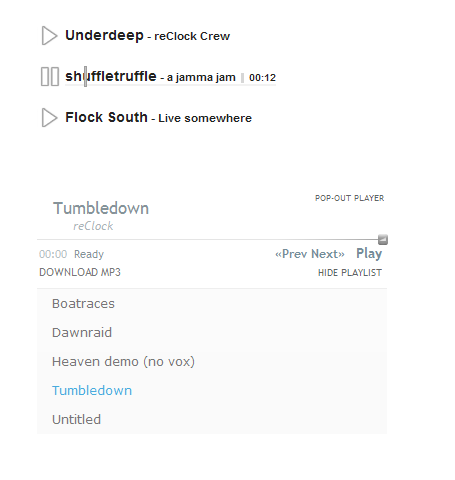 Underdeep - reClock Crew
shuffletruffle - a jamma jam | 00:12
Flock South - Live somewhere
POP-OUT PLAYER
Tumbledown
reClock
00:00 Ready «Prev Next» Play
DOWNLOAD MP3 HIDE PLAYLIST
Boatraces
Dawnraid
Heaven demo (no vox)
Tumbledown
Untitled